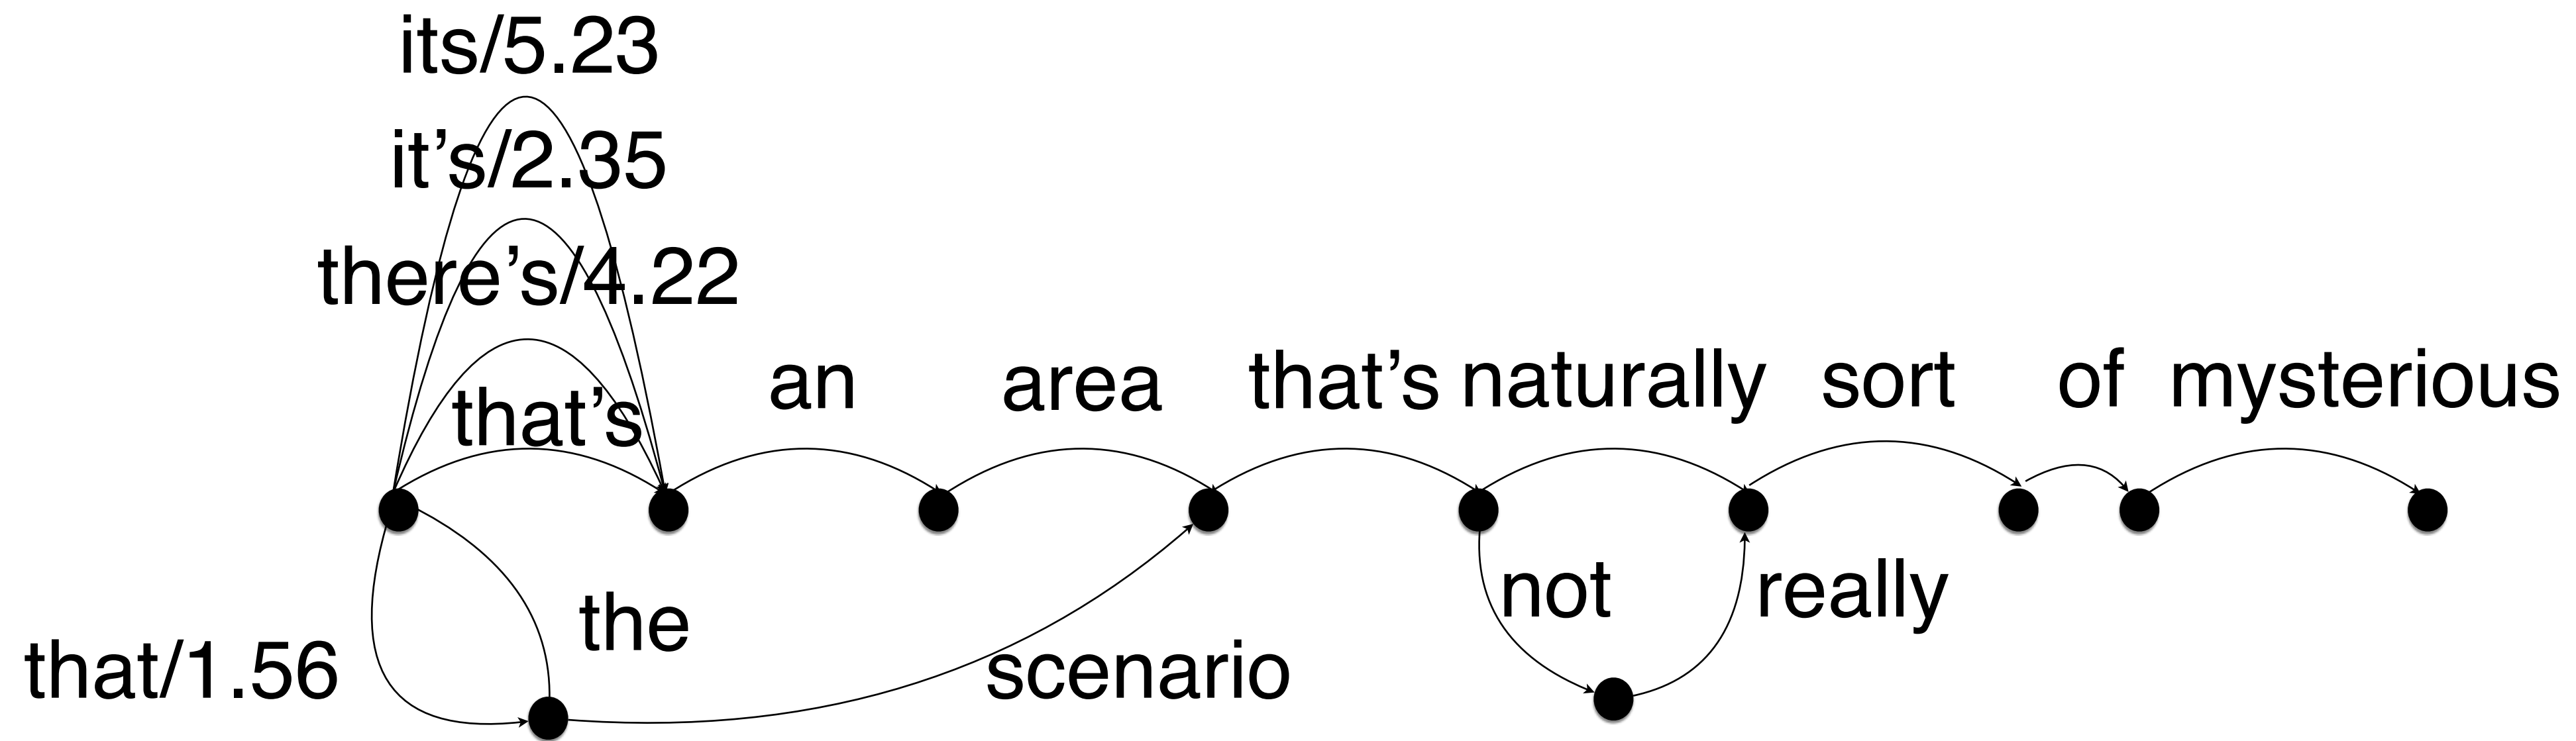 its/5.23
it’s/2.35
there’s/4.22
that’s
an
area
that’s
naturally
sort
of
mysterious
the
not
really
that/1.56
scenario